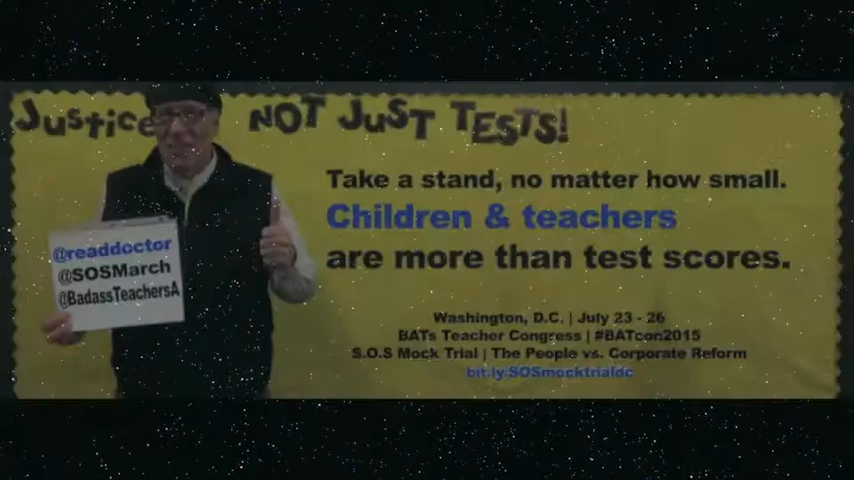 Justice NOT JUST TESTS!
Take a stand, no matter how small.
Children & teachers
are more than test scores.
@readdoctor
@SOSMarch
@BadassTeachersA
Washington, D.C. | July 23 - 26
BATs Teacher Congress | #BATcon2015
S.O.S Mock Trial | The People vs. Corporate Reform
bit.ly.SOSmocktrialdc